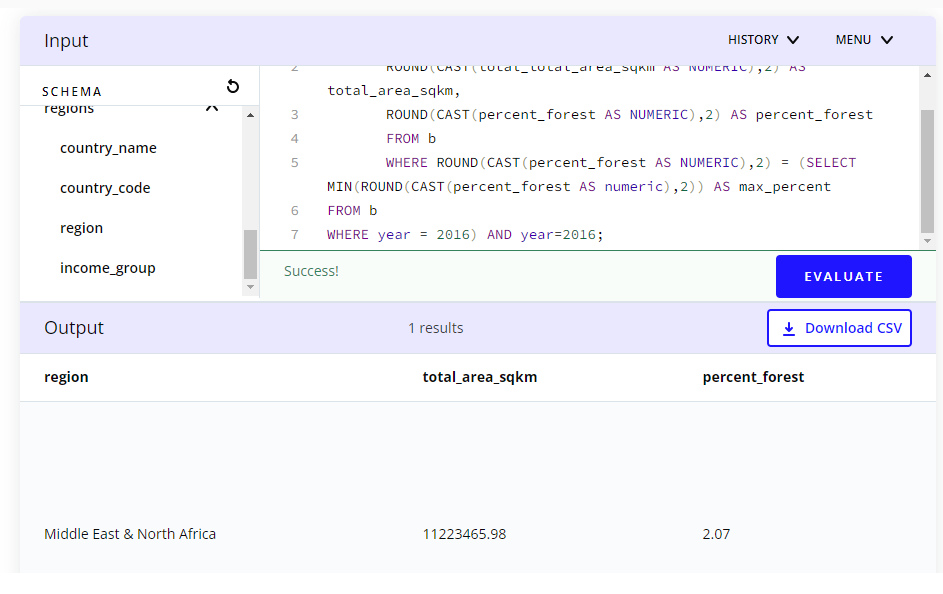 Input
HISTORY MENU
SCHEMA
regions
country_name
country_code
region
income_group
2 ROUND(CAST(total_total_area_sqkm AS NUMERIC),2) AS
total_area_sqkm,
3 ROUND(CAST(percent_forest AS NUMERIC),2) AS percent_forest
4 FROM b
5 WHERE ROUND(CAST(percent_forest AS NUMERIC),2) = (SELECT
MIN(ROUND(CAST(percent_forest AS numeric),2)) AS max_percent
6 FROM b
7 WHERE year = 2016) AND year=2016;
Success!
EVALUATE
Output 1 results Download CSV
region total_area_sqkm percent_forest
Middle East & North Africa 11223465.98 2.07